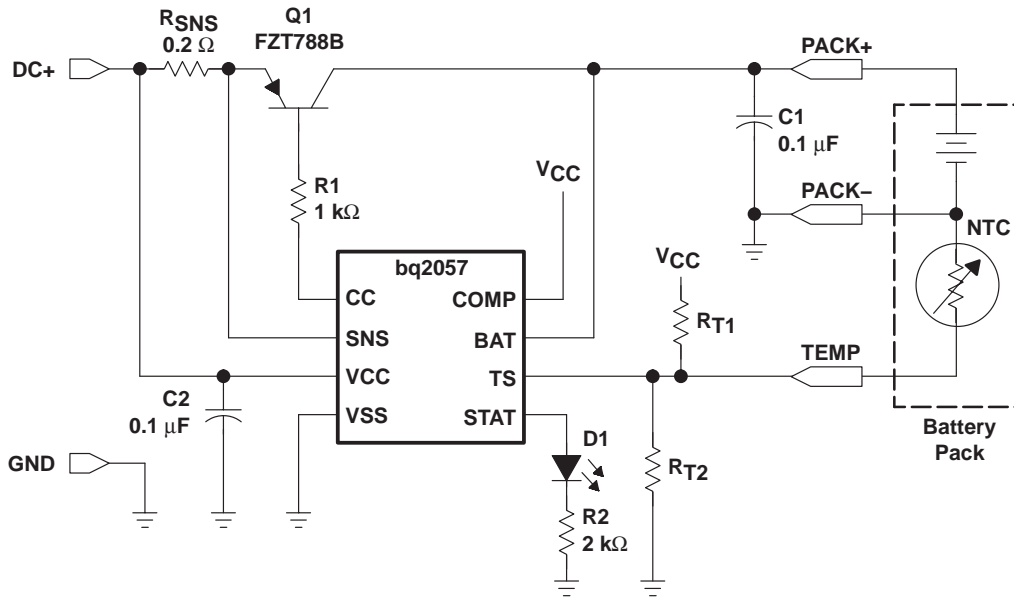 RSNS
0.2 Ω
Q1
FZT788B
DC+
PACK+
C1
0.1 μF
R1
1 kΩ
VCC
PACK–
NTC
bq2057
CC
COMP
SNS
BAT
VCC
TS
VSS
STAT
VCC
RT1
TEMP
C2
0.1 μF
D1
RT2
Battery
Pack
GND
R2
2 kΩ